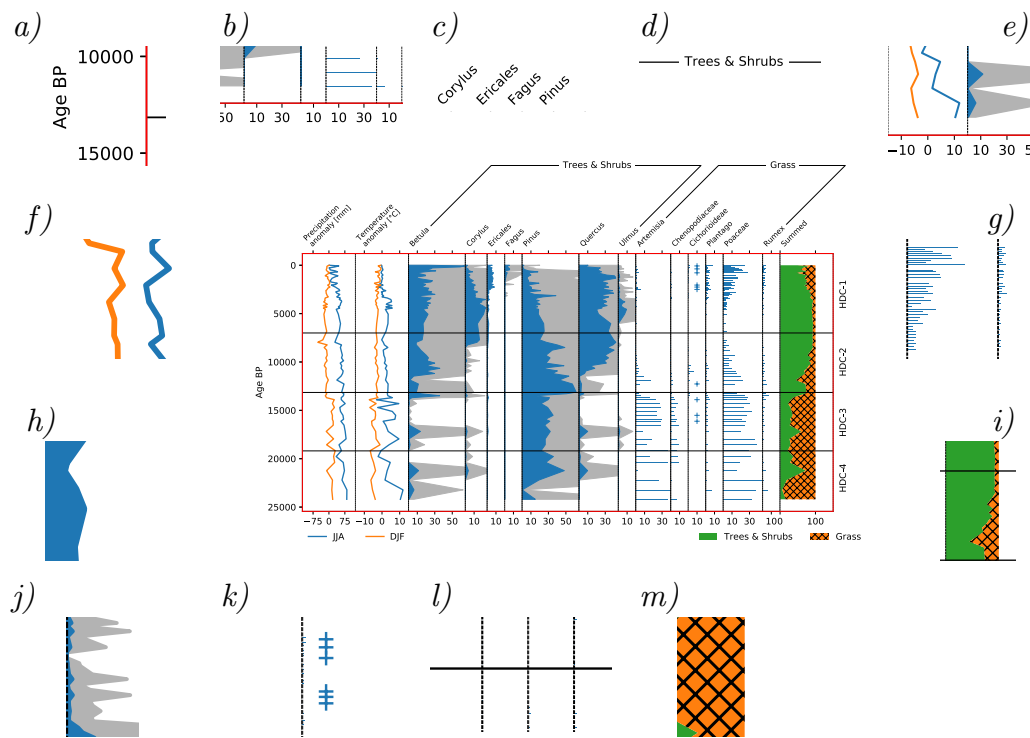 a)
b)
c)
d)
e)
10000
15000
Age BP
50 10 30 10 30 10 10
Corylus
Ericales
Fagus
Pinus
Trees & Shrubs
−10 0 10 10 30
f)
g)
h)
i)
Trees & Shrubs
Grass
Precipitation
anomaly [mm]
Temperature
anomaly [°C]
Betula
Corylus
Ericales
Fagus
Pinus
Quercus
Ulmus
Artemisia
Chenopodiaceae
Cichorioideae
Plantago
Poaceae
Rumex
Summed
0
5000
10000
15000
20000
25000
Age BP
HDC-1
HDC-2
HDC-3
HDC-4
−75 0 75 −10 0 10 10 30 50 10 10 10 10 30 50 10 30 10 10 30 10 10 10 10 30 100 100
JJA
DJF
Trees & Shrubs
Grass
j)
k)
l)
m)